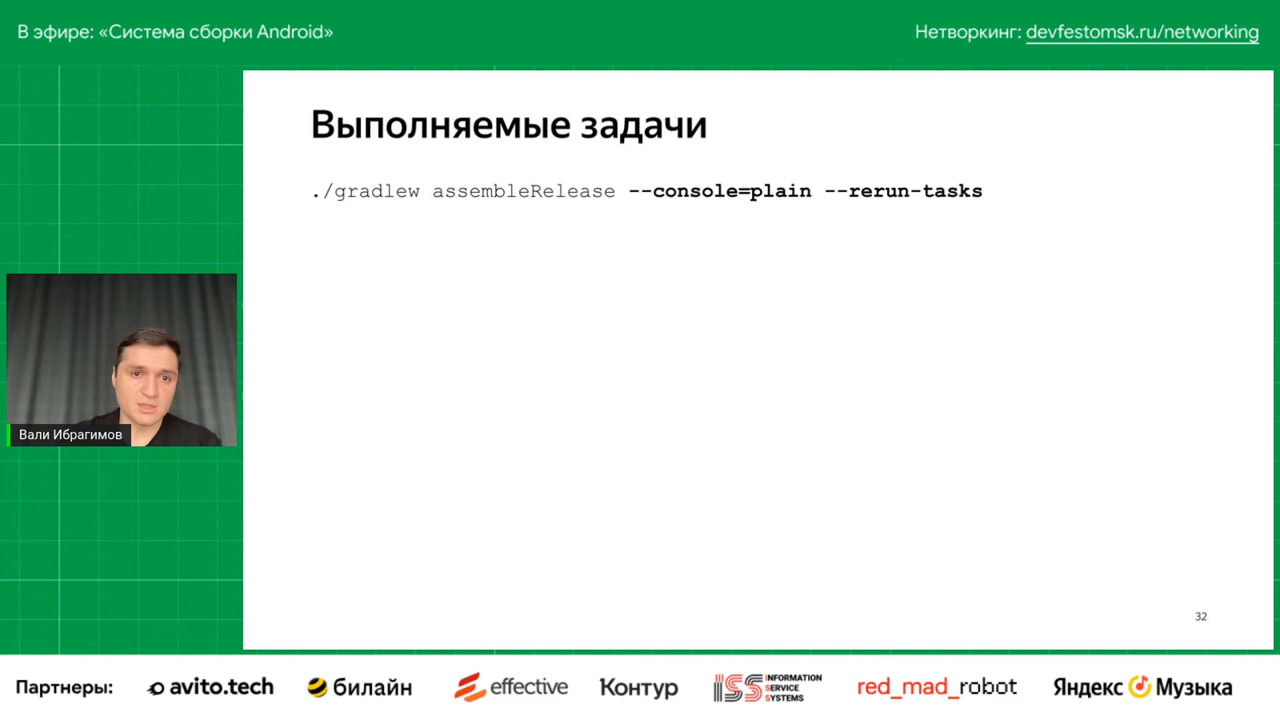 В эфире: «Система сборки Android»
Нетворкинг: devfestomsk.ru/networking
Выполняемые задачи
./gradlew assembleRelease --console=plain --rerun-tasks
Вали Ибрагимов
32
Партнеры: avito.tech билайн effective Контур ISS INFORMATION SERVICE SYSTEMS red_mad_robot Яндекс Музыка